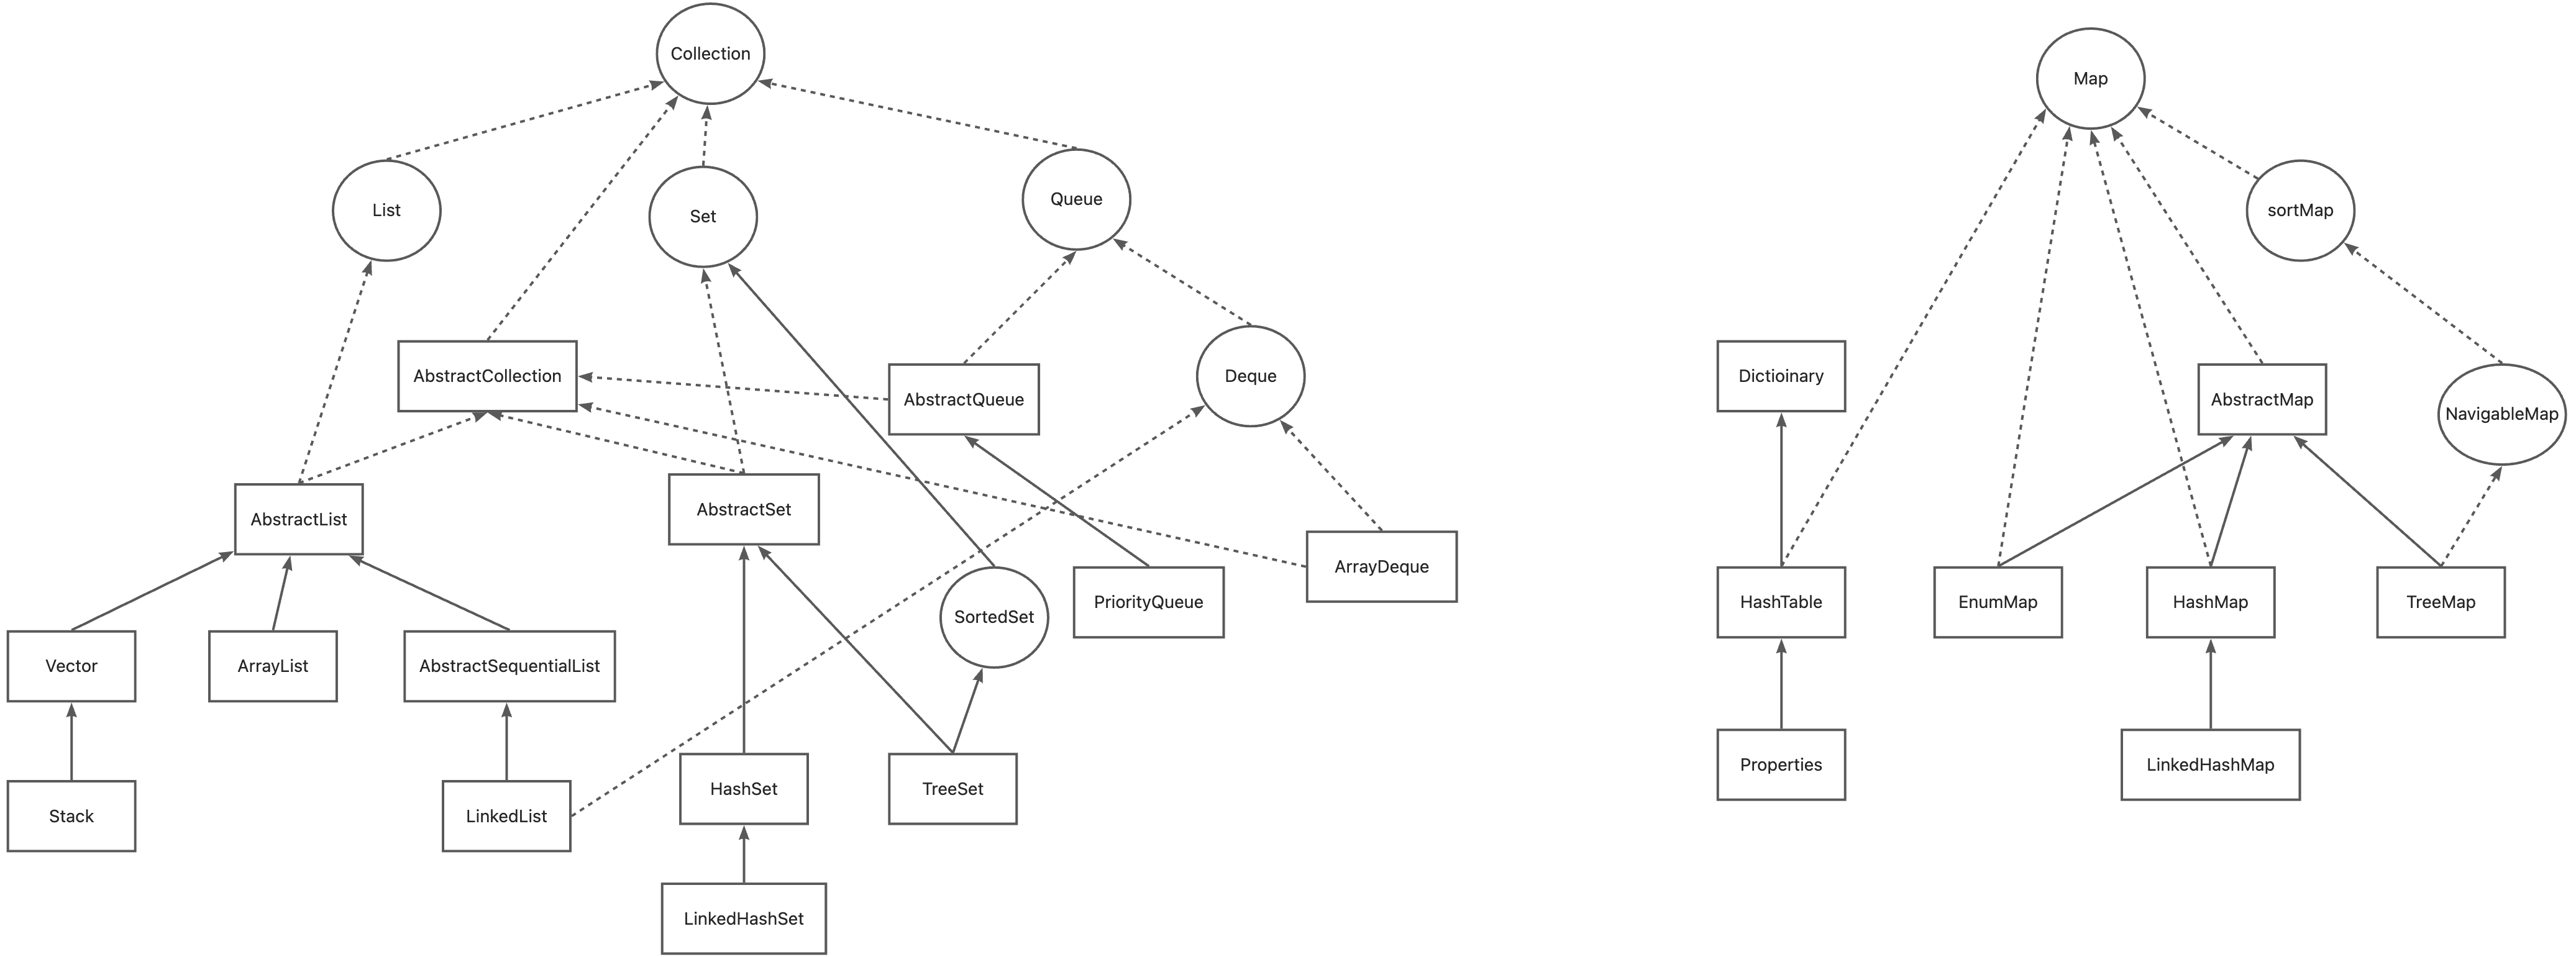 Collection
Map
List
Set
Queue
sortMap
AbstractCollection
AbstractQueue
Deque
Dictioinary
AbstractMap
NavigableMap
AbstractList
AbstractSet
ArrayDeque
SortedSet
PriorityQueue
HashTable
EnumMap
HashMap
TreeMap
Vector
ArrayList
AbstractSequentialList
Stack
LinkedList
HashSet
TreeSet
Properties
LinkedHashMap
LinkedHashSet